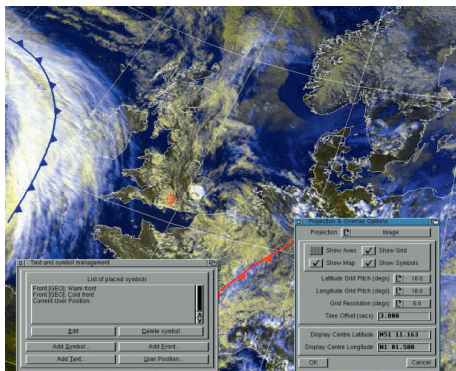 Projection & Overlay Options
Projection
Image
Show Axes
Show Grid
Show Map
Show Symbols
Latitude Grid Pitch (degs)
10.0
Longitude Grid Pitch (degs)
10.0
Grid Resolution (degs)
5.0
Time Offset (secs)
3.000
Display Centre Latitude
N51 11.163
Display Centre Longitude
W1 01.500
OK
Cancel
Text and symbol management
List of placed symbols
Front [GEO]: Warm front
Front [GEO]: Cold front
Current User Position:
Edit
Delete symbol
Add Symbol...
Add Front...
Add Text...
User Position...